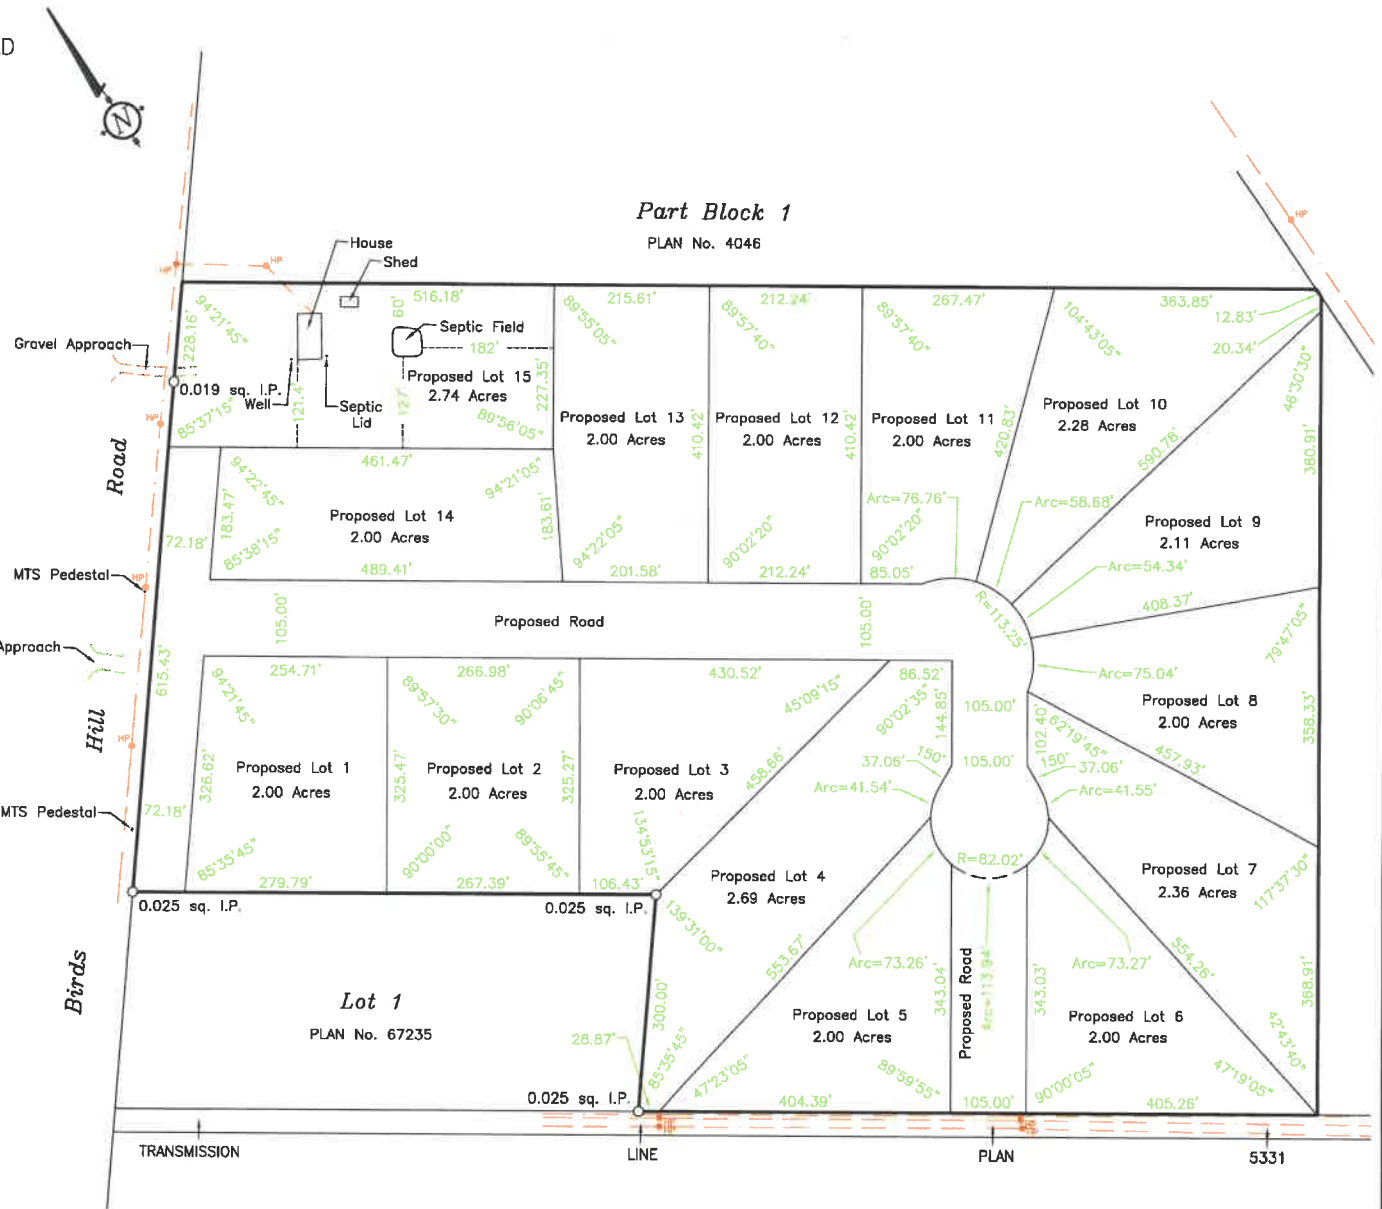 D
N
Part Block 1
PLAN No. 4046
HP
HP
HP
House
Shed
516.18'
215.61'
212.24'
267.47'
363.85'
12.83'
20.34'
94°21'45"
228.16'
60'
Septic Field
182'
89°55'05"
89°57'40"
89°57'40"
104°43'05"
46°30'30"
Gravel Approach
0.019 sq. I.P.
Well
121.4'
Septic
Lid
127'
Proposed Lot 15
2.74 Acres
227.35'
85°37'15"
89°56'05"
HP
Proposed Lot 13
2.00 Acres
410.42'
Proposed Lot 12
2.00 Acres
410.42'
Proposed Lot 11
2.00 Acres
420.83'
Proposed Lot 10
2.28 Acres
590.78'
380.91'
461.47'
94°22'45"
94°21'05"
183.47'
Proposed Lot 14
2.00 Acres
183.61'
72.18'
85°38'15"
489.41'
94°22'05"
201.58'
90°02'20"
212.24'
90°02'20"
85.05'
Arc=76.76'
Arc=58.68'
Proposed Lot 9
2.11 Acres
Arc=54.34'
R=113.25'
408.37'
MTS Pedestal
HP
Road
105.00'
Proposed Road
105.00'
79°47'05"
Approach
615.43'
254.71'
266.98'
430.52'
86.52'
94°21'45"
89°57'30"
90°06'45"
45°09'15"
90°02'35"
144.85'
105.00'
Arc=75.04'
Proposed Lot 8
2.00 Acres
358.33'
102.40'
62°19'45"
457.93'
Hill
HP
326.62'
Proposed Lot 1
2.00 Acres
325.47'
Proposed Lot 2
2.00 Acres
325.27'
Proposed Lot 3
2.00 Acres
458.66'
37.06'
150°
105.00'
150°
37.06'
Arc=41.54'
Arc=41.55'
MTS Pedestal
72.18'
85°35'45"
279.79'
90°00'00"
267.39'
89°55'45"
134°53'15"
106.43'
R=82.02'
Proposed Lot 4
2.69 Acres
Proposed Lot 7
2.36 Acres
117°37'30"
0.025 sq. I.P.
0.025 sq. I.P.
139°31'00"
553.67'
Arc=73.26'
Arc=73.27'
554.26'
368.91'
Birds
Lot 1
PLAN No. 67235
300.00'
343.04'
Proposed Road
Arc=113.94'
343.03'
Proposed Lot 5
2.00 Acres
Proposed Lot 6
2.00 Acres
28.87'
85°35'45"
47°23'05"
89°59'55"
90°00'05"
47°19'05"
42°43'40"
0.025 sq. I.P.
404.39'
105.00'
405.26'
TRANSMISSION
LINE
PLAN
5331